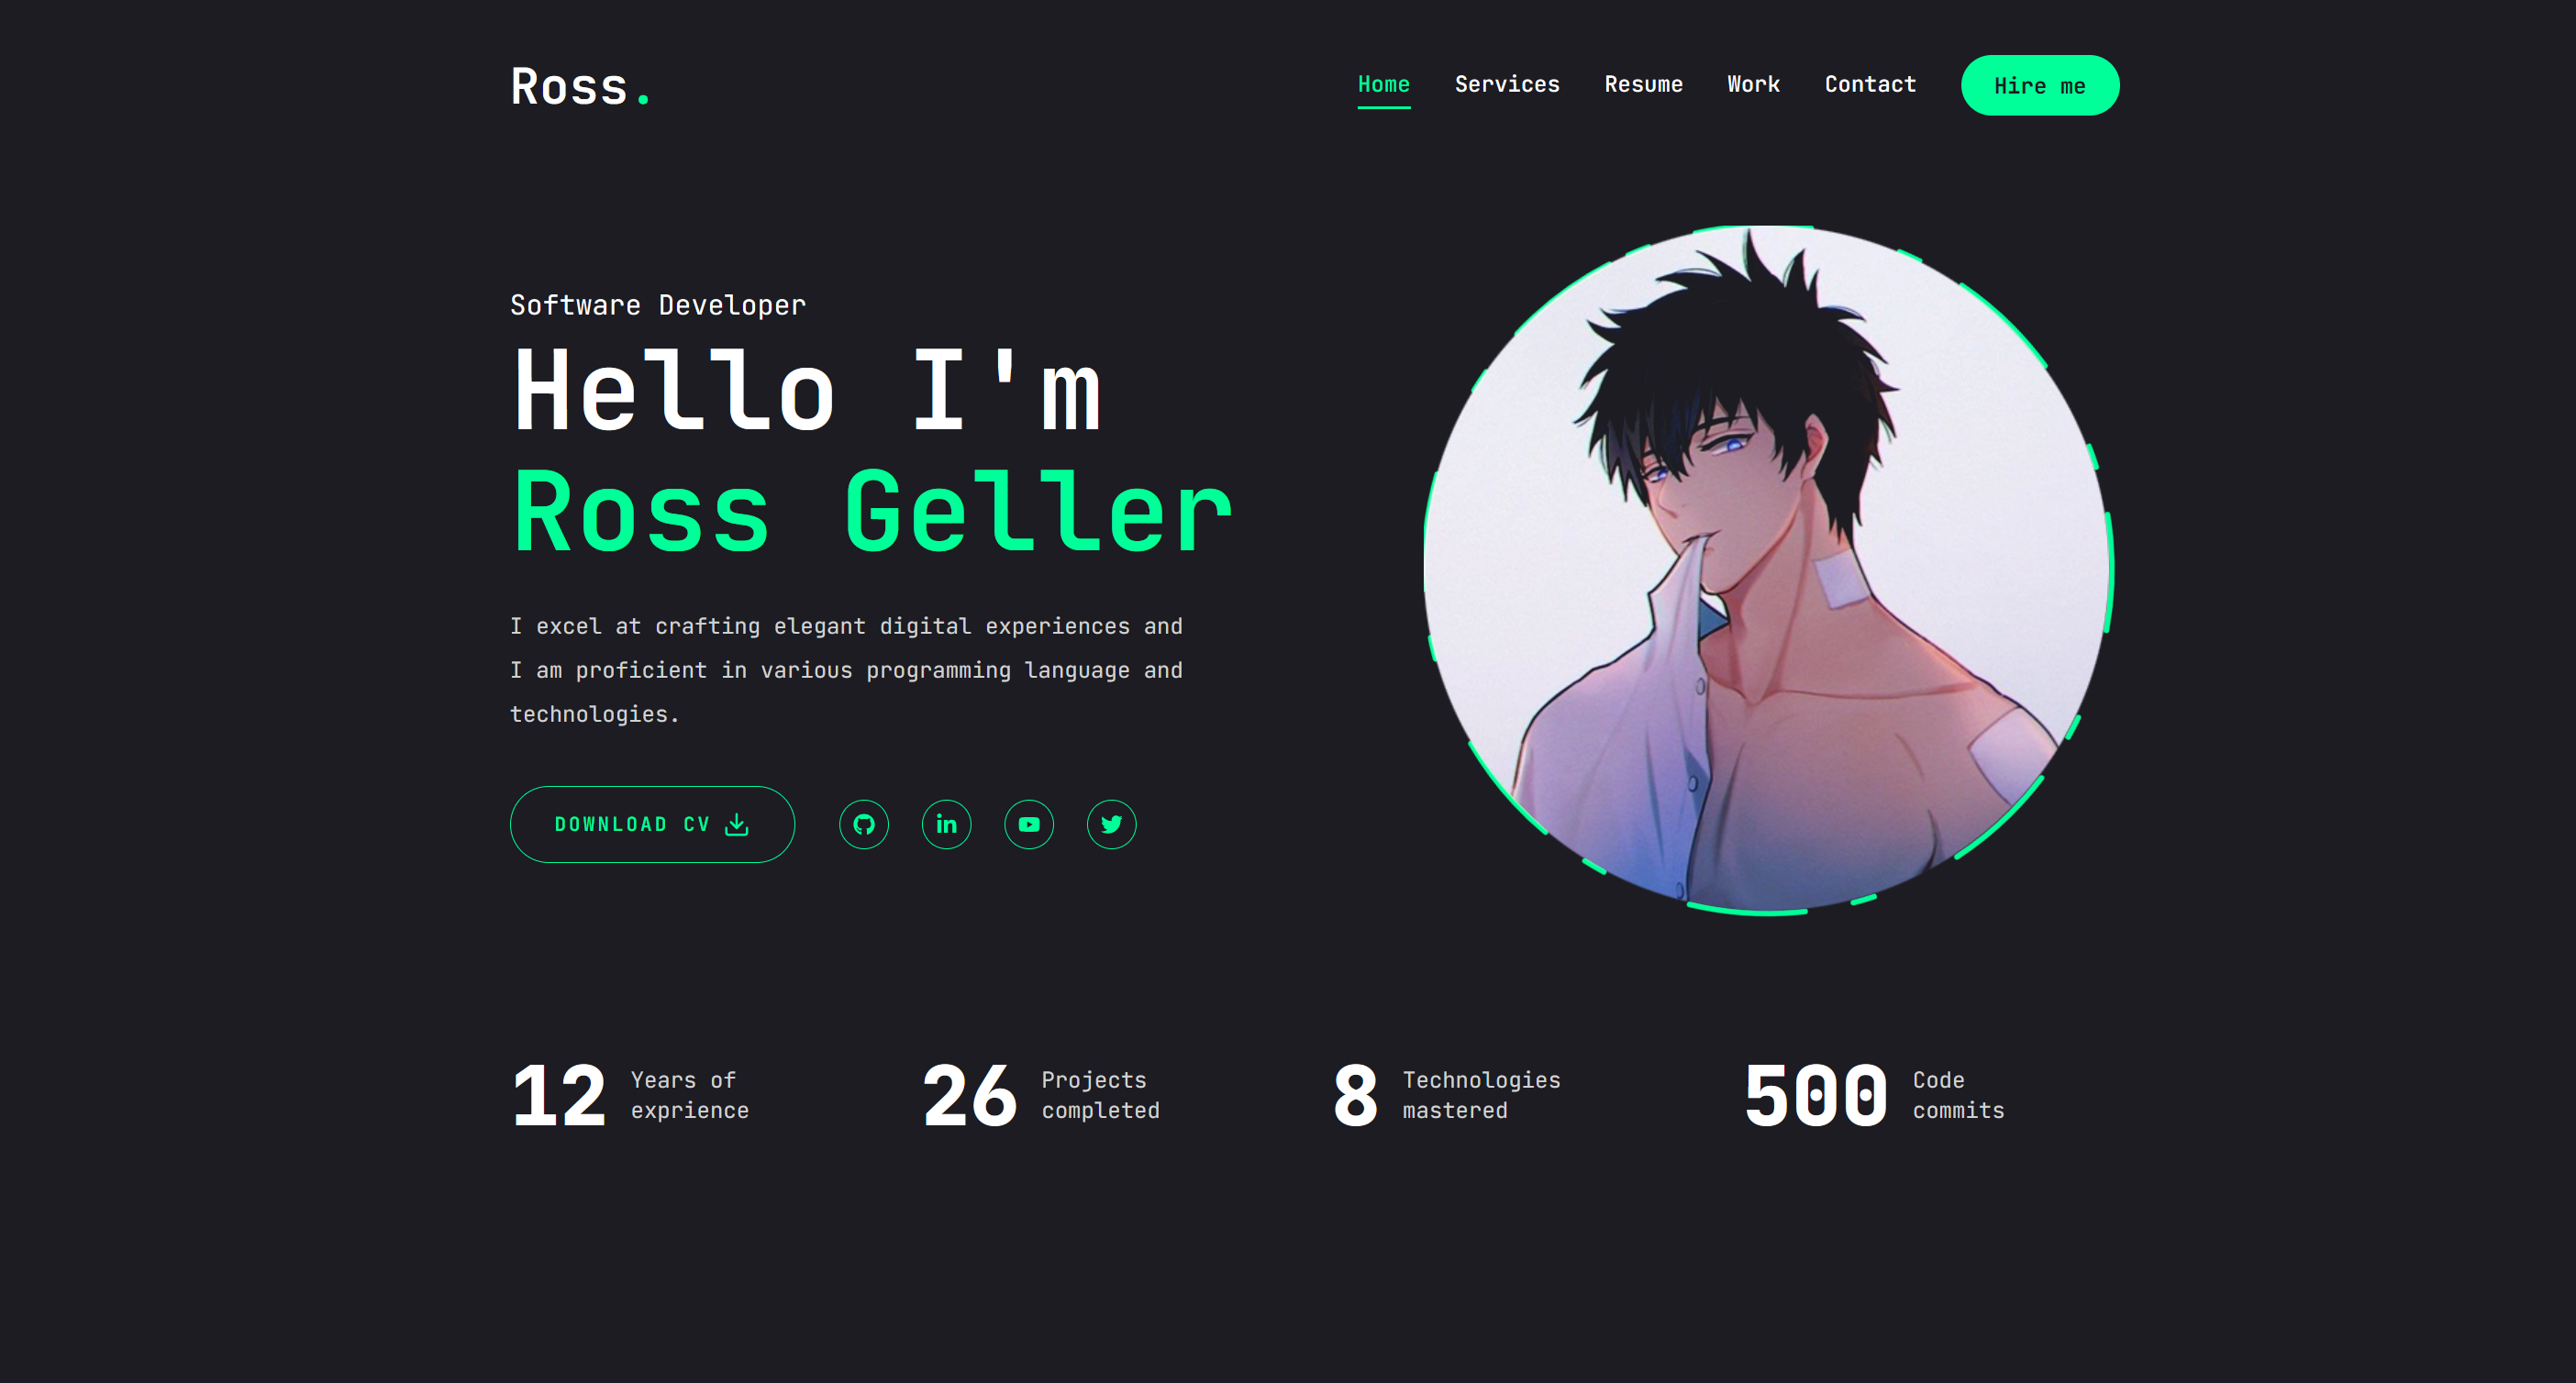 Ross.
Home Services Resume Work Contact Hire me
Software Developer
Hello I'm
Ross Geller
I excel at crafting elegant digital experiences and
I am proficient in various programming language and
technologies.
DOWNLOAD CV
12 Years of
exprience
26 Projects
completed
8 Technologies
mastered
500 Code
commits